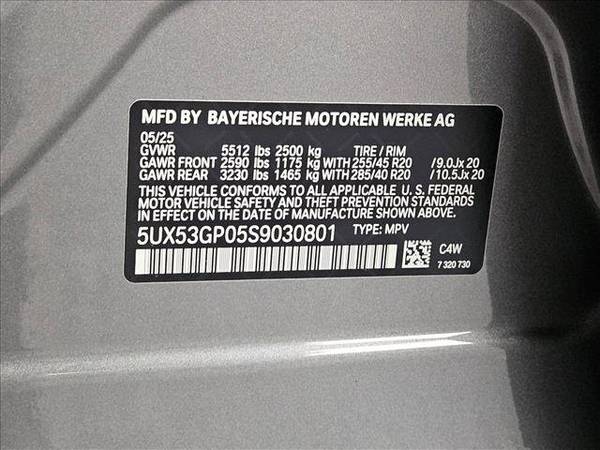 MFD BY BAYERISCHE MOTOREN WERKE AG
05/25
GVWR 5512 lbs 2500 kg TIRE / RIM
GAWR FRONT 2590 lbs 1175 kg WITH 255/45 R20 /9.0Jx 20
GAWR REAR 3230 lbs 1465 kg WITH 285/40 R20 /10.5Jx 20
THIS VEHICLE CONFORMS TO ALL APPLICABLE U. S. FEDERAL
MOTOR VEHICLE SAFETY AND THEFT PREVENTION STANDARDS
IN EFFECT ON THE DATE OF MANUFACTURE SHOWN ABOVE.
5UX53GP05S9030801 TYPE: MPV
C4W
7 320 730